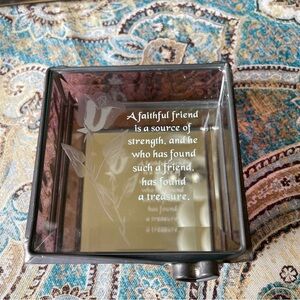 A faithful friend
is a source of
strength, and he
who has found
such a friend,
has found
a treasure.